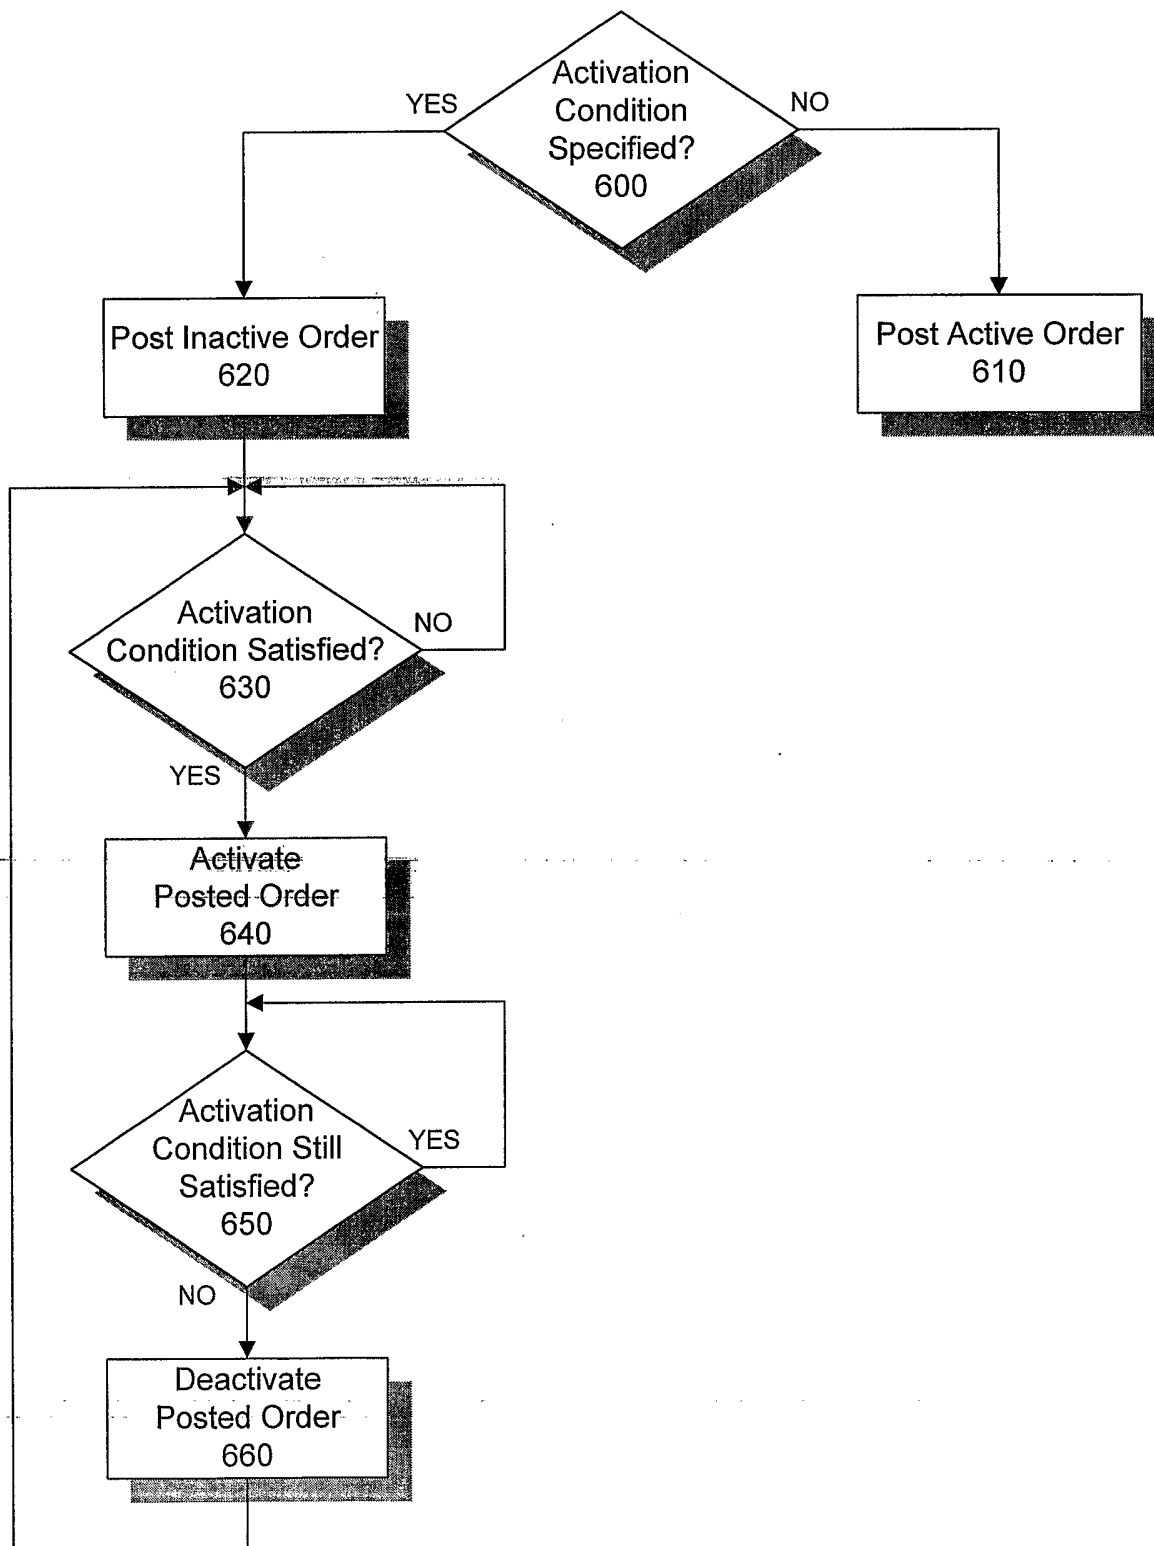 Activation
Condition
Specified?
600
YES
NO
Post Inactive Order
620
Post Active Order
610
Activation
Condition Satisfied?
630
NO
YES
Activate
Posted Order
640
Activation
Condition Still
Satisfied?
650
YES
NO
Deactivate
Posted Order
660